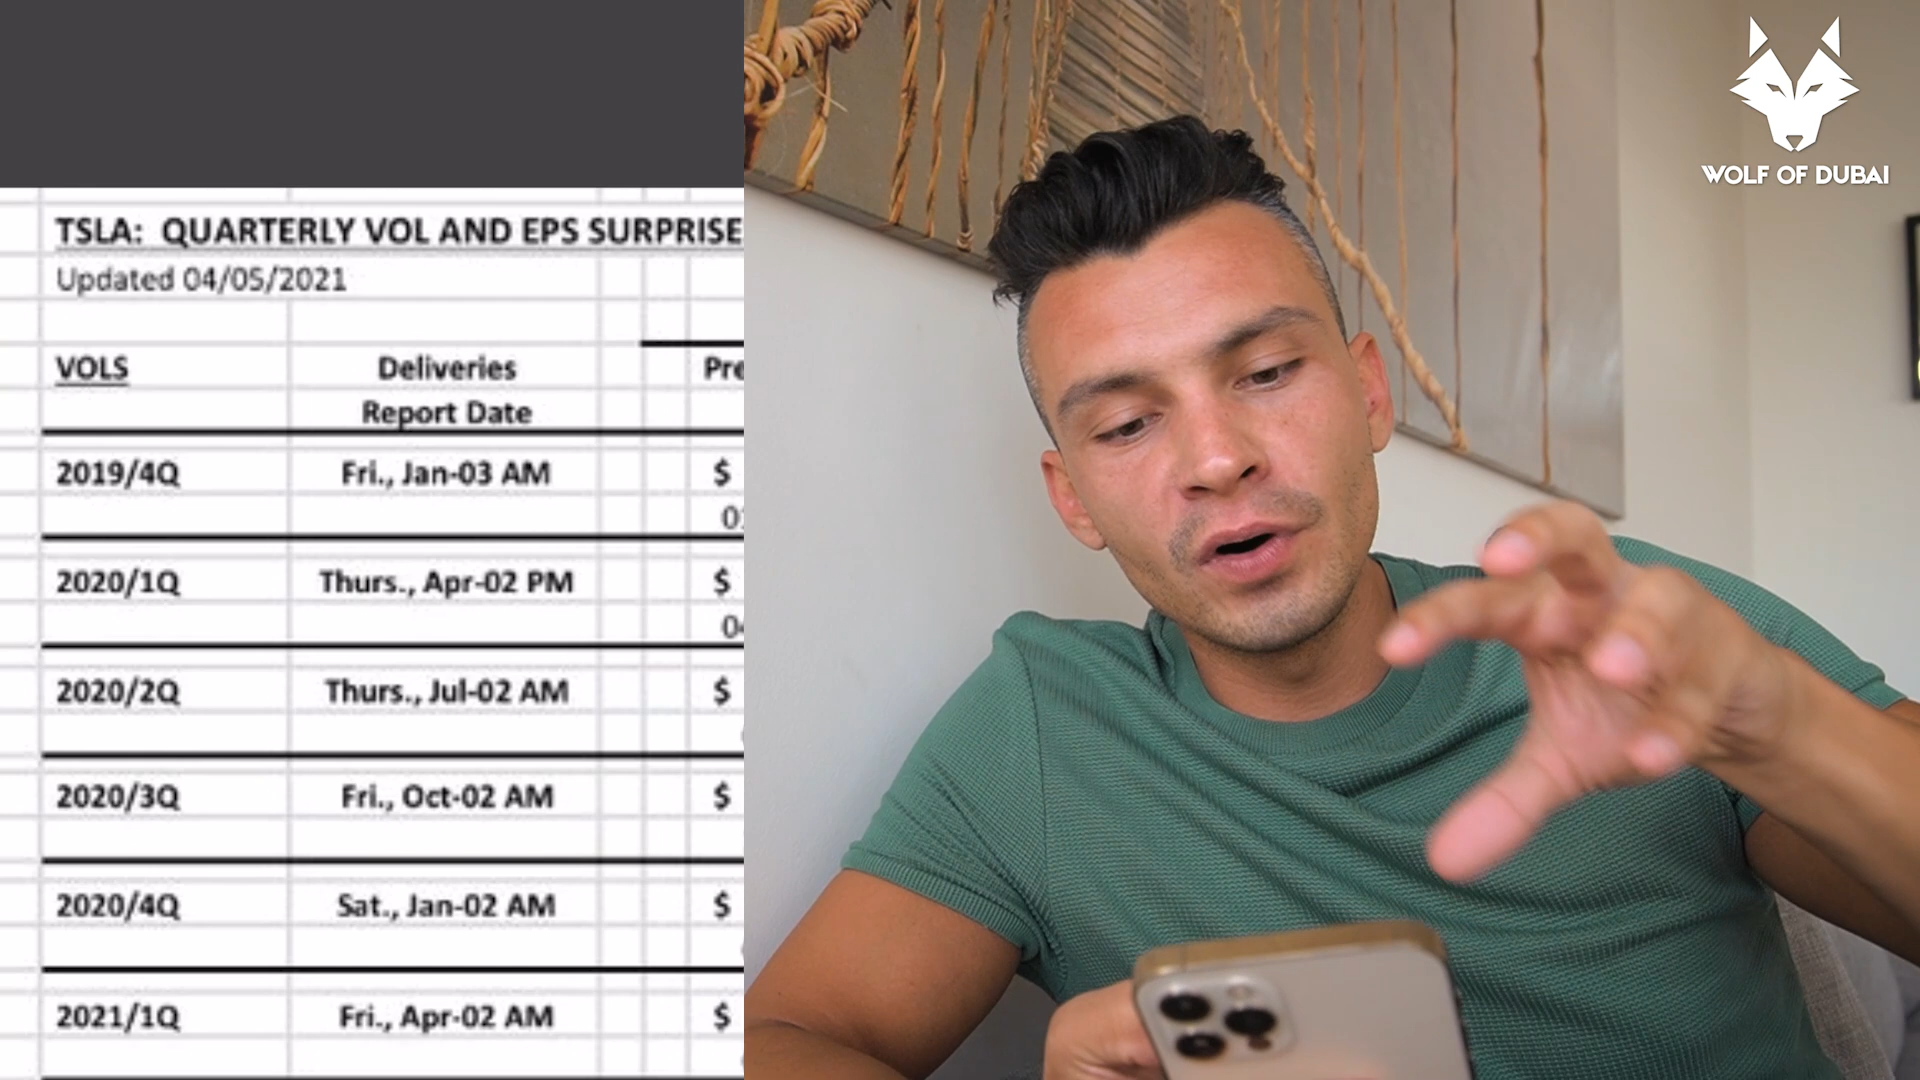 TSLA: QUARTERLY VOL AND EPS SURPRISE
Updated 04/05/2021
VOLS Deliveries
Report Date
2019/4Q Fri., Jan-03 AM $
2020/1Q Thurs., Apr-02 PM $
2020/2Q Thurs., Jul-02 AM $
2020/3Q Fri., Oct-02 AM $
2020/4Q Sat., Jan-02 AM $
2021/1Q Fri., Apr-02 AM $
WOLF OF DUBAI